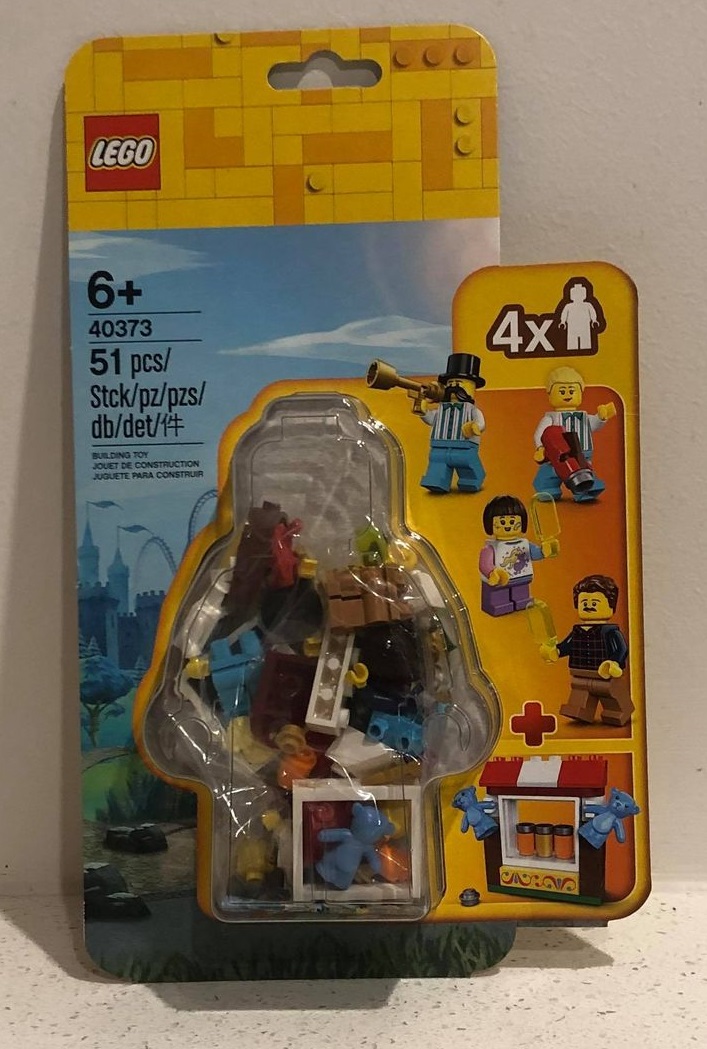 LEGO
6+
40373
51 pcs/
Stck/pz/pzs/
db/det/件
BUILDING TOY
JOUET DE CONSTRUCTION
JUGUETE PARA CONSTRUIR
4x